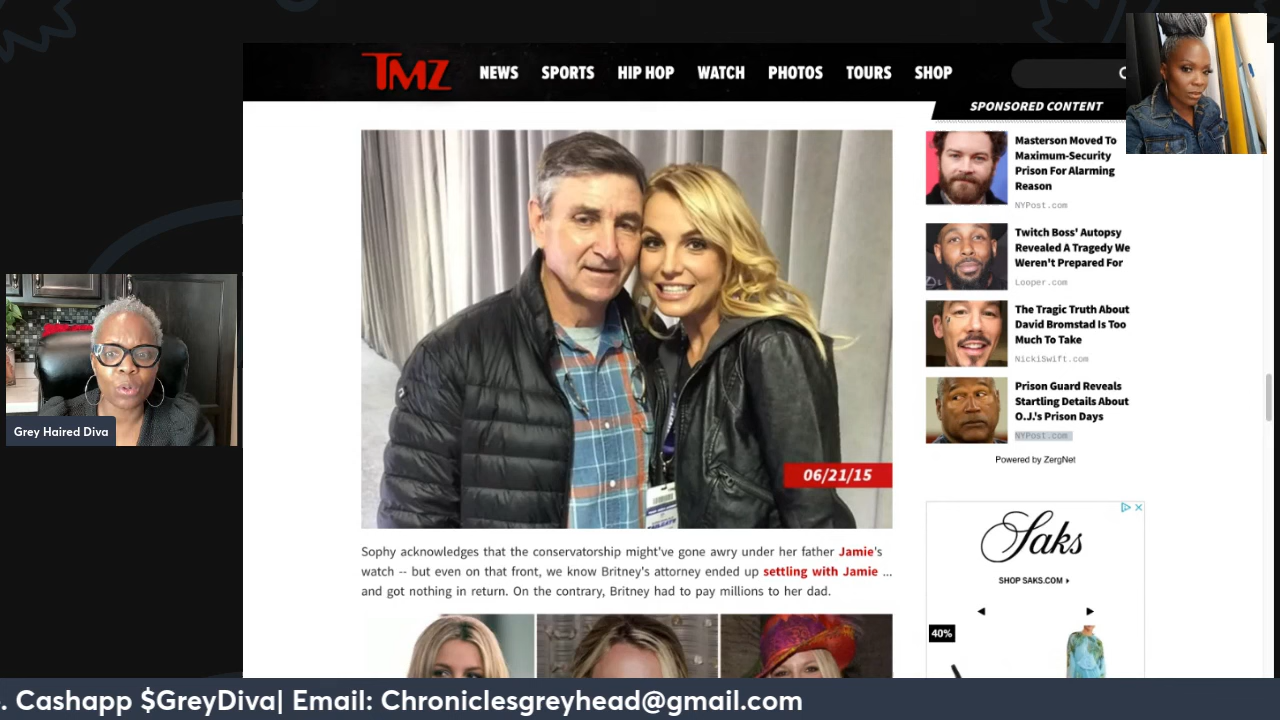 TMZ
NEWS SPORTS HIP HOP WATCH PHOTOS TOURS SHOP
SPONSORED CONTENT
Masterson Moved To
Maximum-Security
Prison For Alarming
Reason
NYPost.com
Twitch Boss' Autopsy
Revealed A Tragedy We
Weren't Prepared For
Looper.com
The Tragic Truth About
David Bromstad Is Too
Much To Take
NickiSwift.com
Prison Guard Reveals
Startling Details About
O.J.'s Prison Days
NYPost.com
Powered by ZergNet
Grey Haired Diva
06/21/15
Sophy acknowledges that the conservatorship might've gone awry under her father Jamie's
watch -- but even on that front, we know Britney's attorney ended up settling with Jamie ...
and got nothing in return. On the contrary, Britney had to pay millions to her dad.
Saks
SHOP SAKS.COM
40%
. Cashapp $GreyDiva| Email: Chroniclesgreyhead@gmail.com